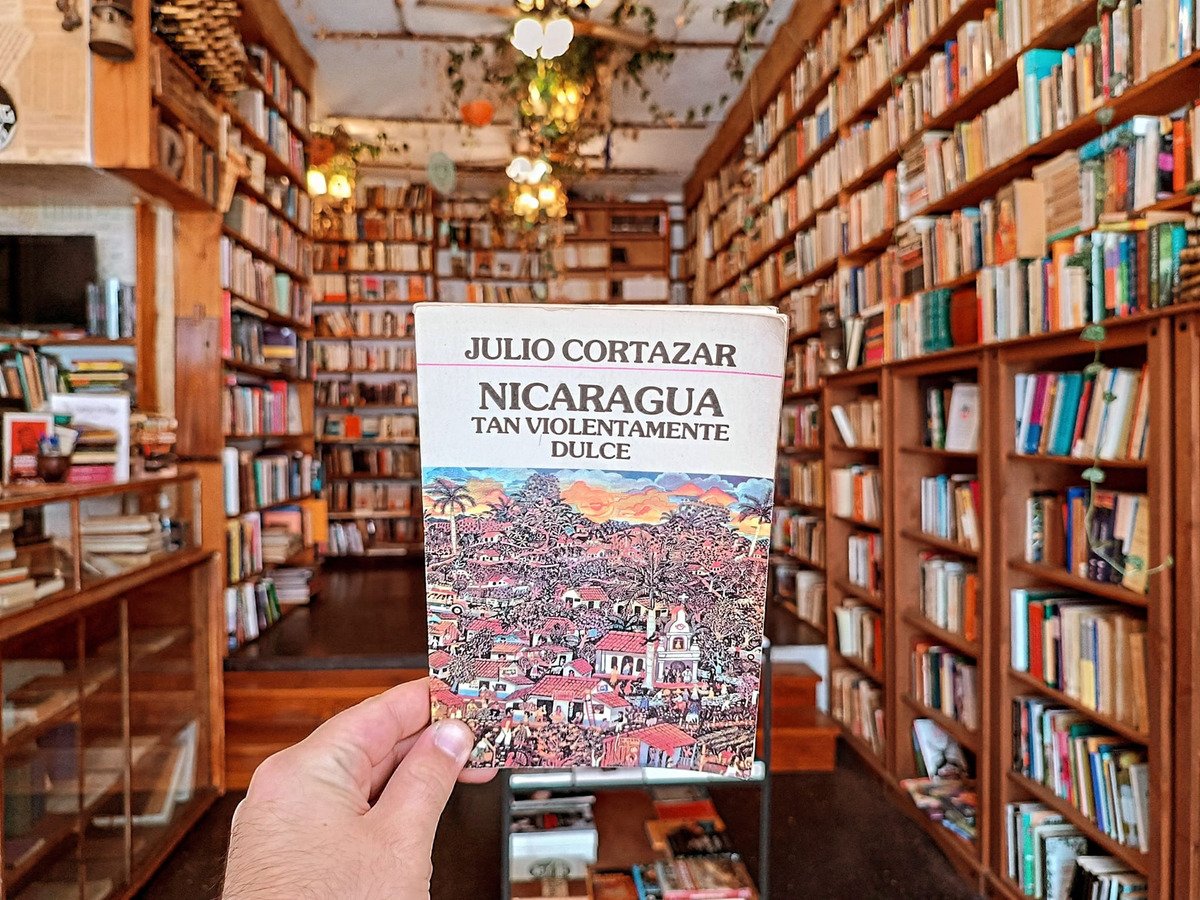 JULIO CORTAZAR
NICARAGUA
TAN VIOLENTAMENTE
DULCE